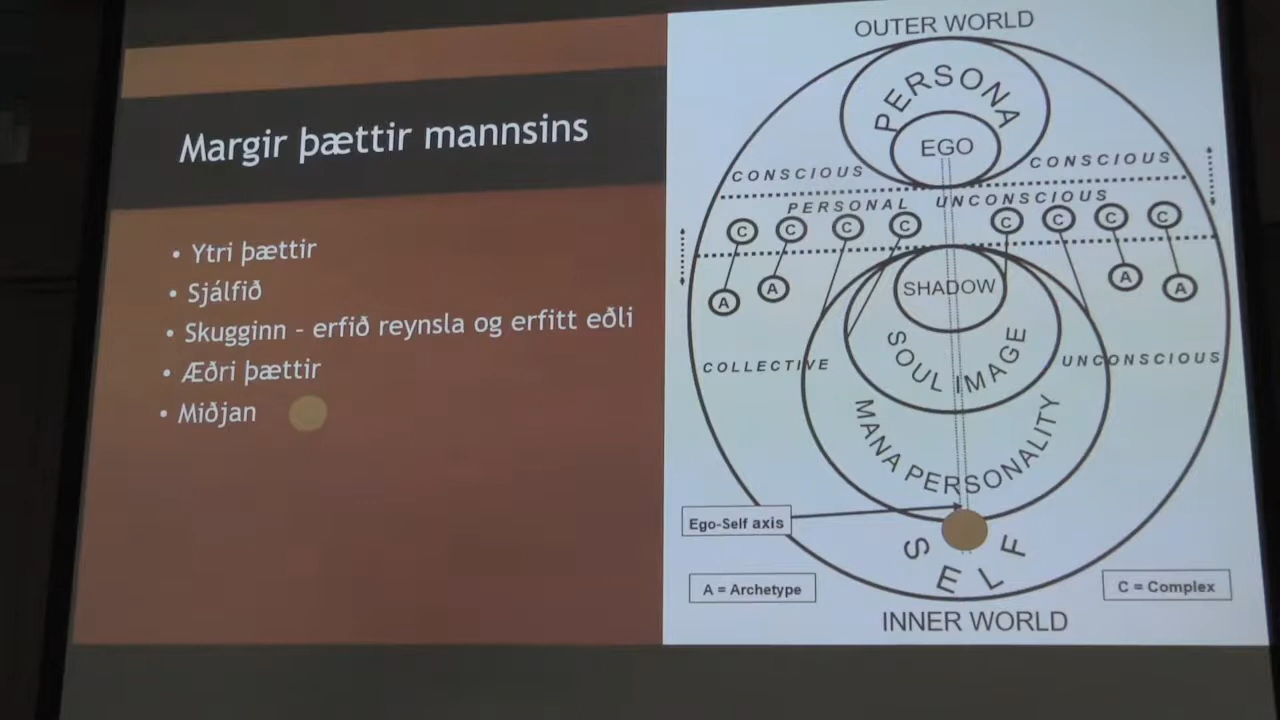 Margir þættir mannsins
• Ytri þættir
• Sjálfið
• Skugginn – erfið reynsla og erfitt eðli
• Æðri þættir
• Miðjan
OUTER WORLD
PERSONA
EGO
CONSCIOUS CONSCIOUS
PERSONAL UNCONSCIOUS
C C C C C C C C
A A A A
SHADOW
SOUL IMAGE
COLLECTIVE UNCONSCIOUS
MANA PERSONALITY
Ego-Self axis
SELF
A = Archetype
C = Complex
INNER WORLD